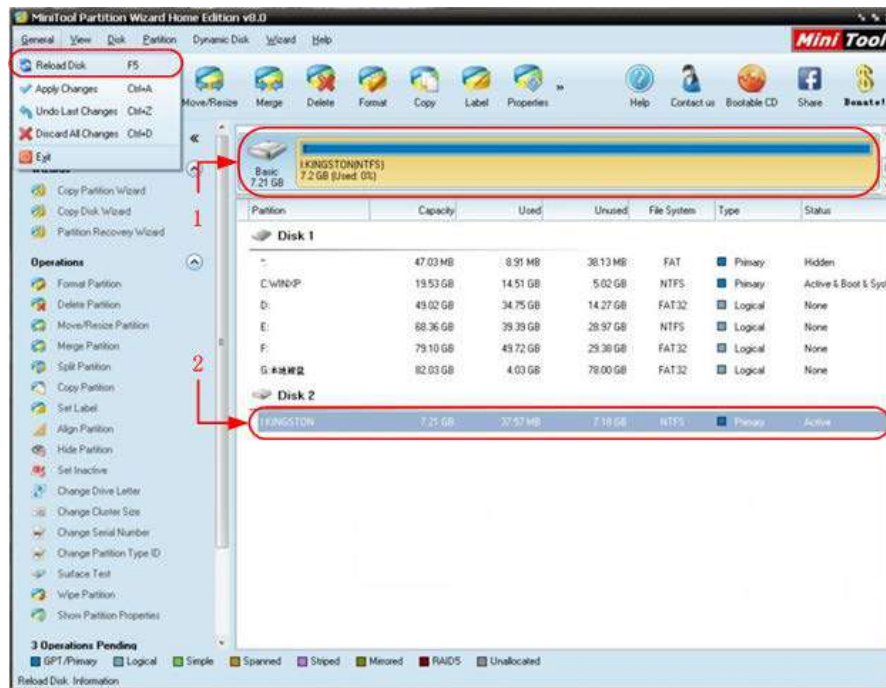 MiniTool Partition Wizard Home Edition v8.0
General View Disk Partition Dynamic Disk Wizard Help
Mini Tool
Reload Disk F5
Apply Changes Ctrl+A
Undo Last Changes Ctrl+Z
Discard All Changes Ctrl+D
Exit
Move/Resize Merge Delete Format Copy Label Properties » Help Contact us Bootable CD Share Donate!
Basic
7.21 GB
I:KINGSTON(NTFS)
7.2 GB (Used: 0%)
1
Copy Partition Wizard
Copy Disk Wizard
Partition Recovery Wizard
Operations
Format Partition
Delete Partition
Move/Resize Partition
Merge Partition
Split Partition
Copy Partition
Set Label
Align Partition
Hide Partition
Set Inactive
Change Drive Letter
Change Cluster Size
Change Serial Number
Change Partition Type ID
Surface Test
Wipe Partition
Show Partition Properties
3 Operations Pending
Partition Capacity Used Unused File System Type Status
Disk 1
*: 47.03 MB 8.91 MB 38.13 MB FAT Primary Hidden
C:WINXP 19.53 GB 14.51 GB 5.02 GB NTFS Primary Active & Boot & Sys
D: 49.02 GB 34.75 GB 14.27 GB FAT32 Logical None
E: 68.36 GB 39.39 GB 28.97 GB NTFS Logical None
F: 79.10 GB 49.72 GB 29.38 GB FAT32 Logical None
G:本地硬盘 82.03 GB 4.03 GB 78.00 GB FAT32 Logical None
2
Disk 2
I:KINGSTON 7.21 GB 37.57 MB 7.18 GB NTFS Primary Active
GPT/Primary Logical Simple Spanned Striped Mirrored RAID5 Unallocated
Reload Disk Information